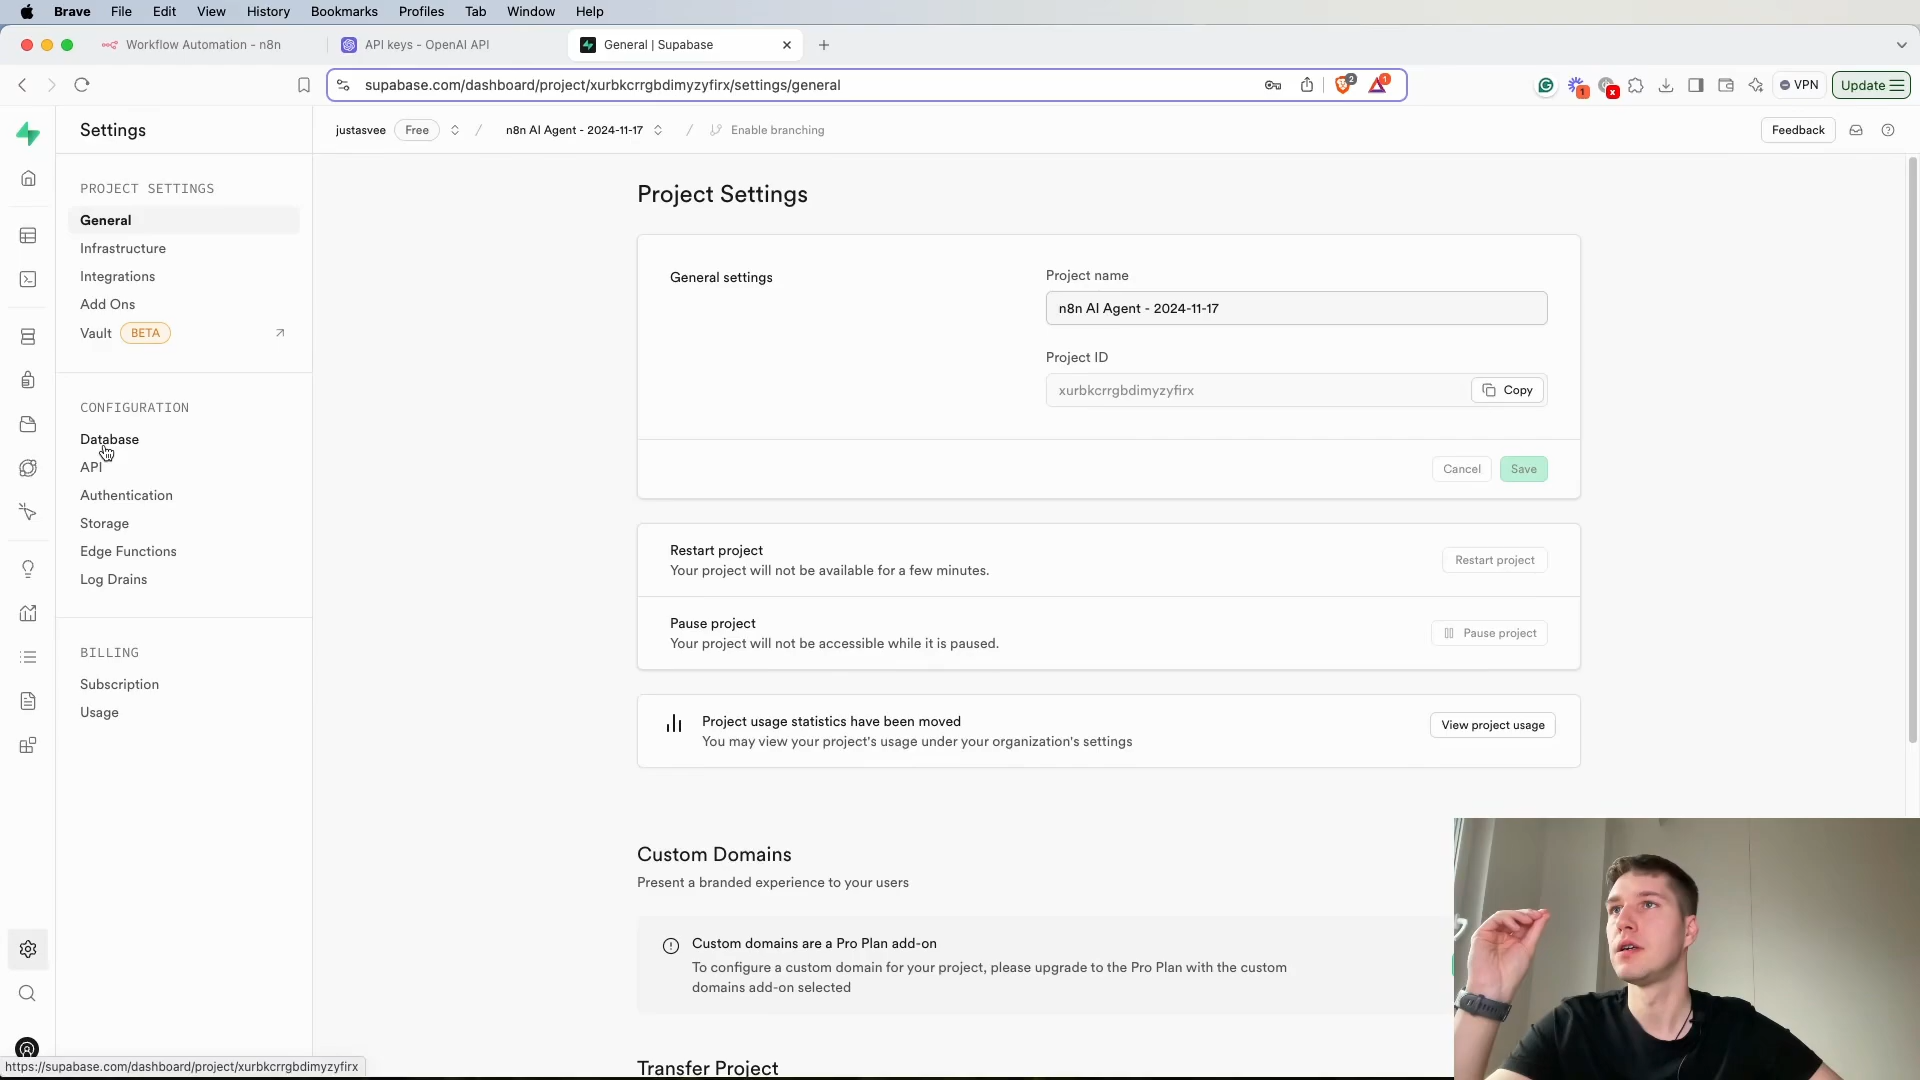 Brave File Edit View History Bookmarks Profiles Tab Window Help
Workflow Automation - n8n
API keys - OpenAI API
General | Supabase
supabase.com/dashboard/project/xurbkcrrgbdimyzyfirx/settings/general
2
1
1
x
VPN
Update
Settings
justasvee Free / n8n AI Agent - 2024-11-17 / Enable branching
Feedback
PROJECT SETTINGS
General
Infrastructure
Integrations
Add Ons
Vault BETA
CONFIGURATION
Database
API
Authentication
Storage
Edge Functions
Log Drains
BILLING
Subscription
Usage
Project Settings
General settings
Project name
n8n AI Agent - 2024-11-17
Project ID
xurbkcrrgbdimyzyfirx
Copy
Cancel
Save
Restart project
Your project will not be available for a few minutes.
Restart project
Pause project
Your project will not be accessible while it is paused.
Pause project
Project usage statistics have been moved
You may view your project's usage under your organization's settings
View project usage
Custom Domains
Present a branded experience to your users
Custom domains are a Pro Plan add-on
To configure a custom domain for your project, please upgrade to the Pro Plan with the custom
domains add-on selected
Transfer Project
https://supabase.com/dashboard/project/xurbkcrrgbdimyzyfirx